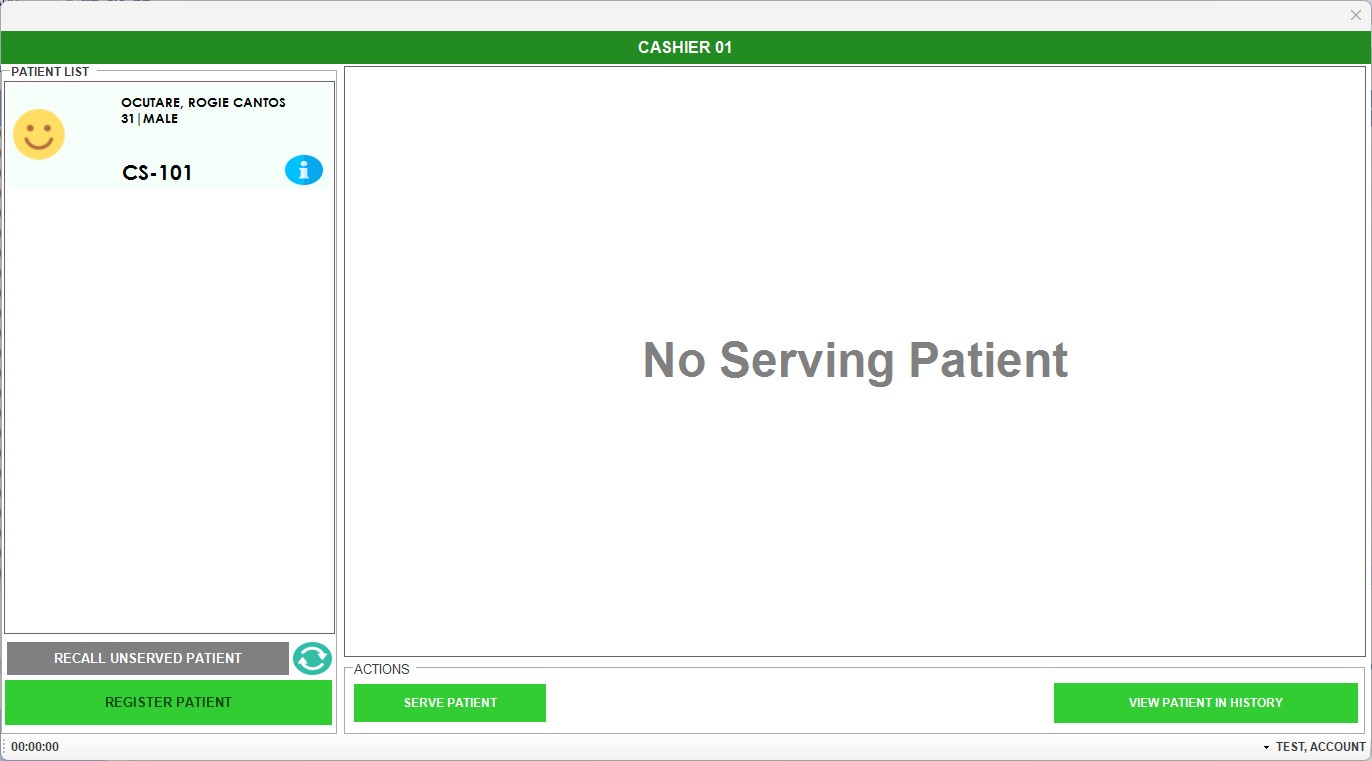 CASHIER 01
PATIENT LIST
OCUTARE, ROGIE CANTOS
31|MALE
CS-101
No Serving Patient
RECALL UNSERVED PATIENT
REGISTER PATIENT
ACTIONS
SERVE PATIENT
VIEW PATIENT IN HISTORY
00:00:00
TEST, ACCOUNT